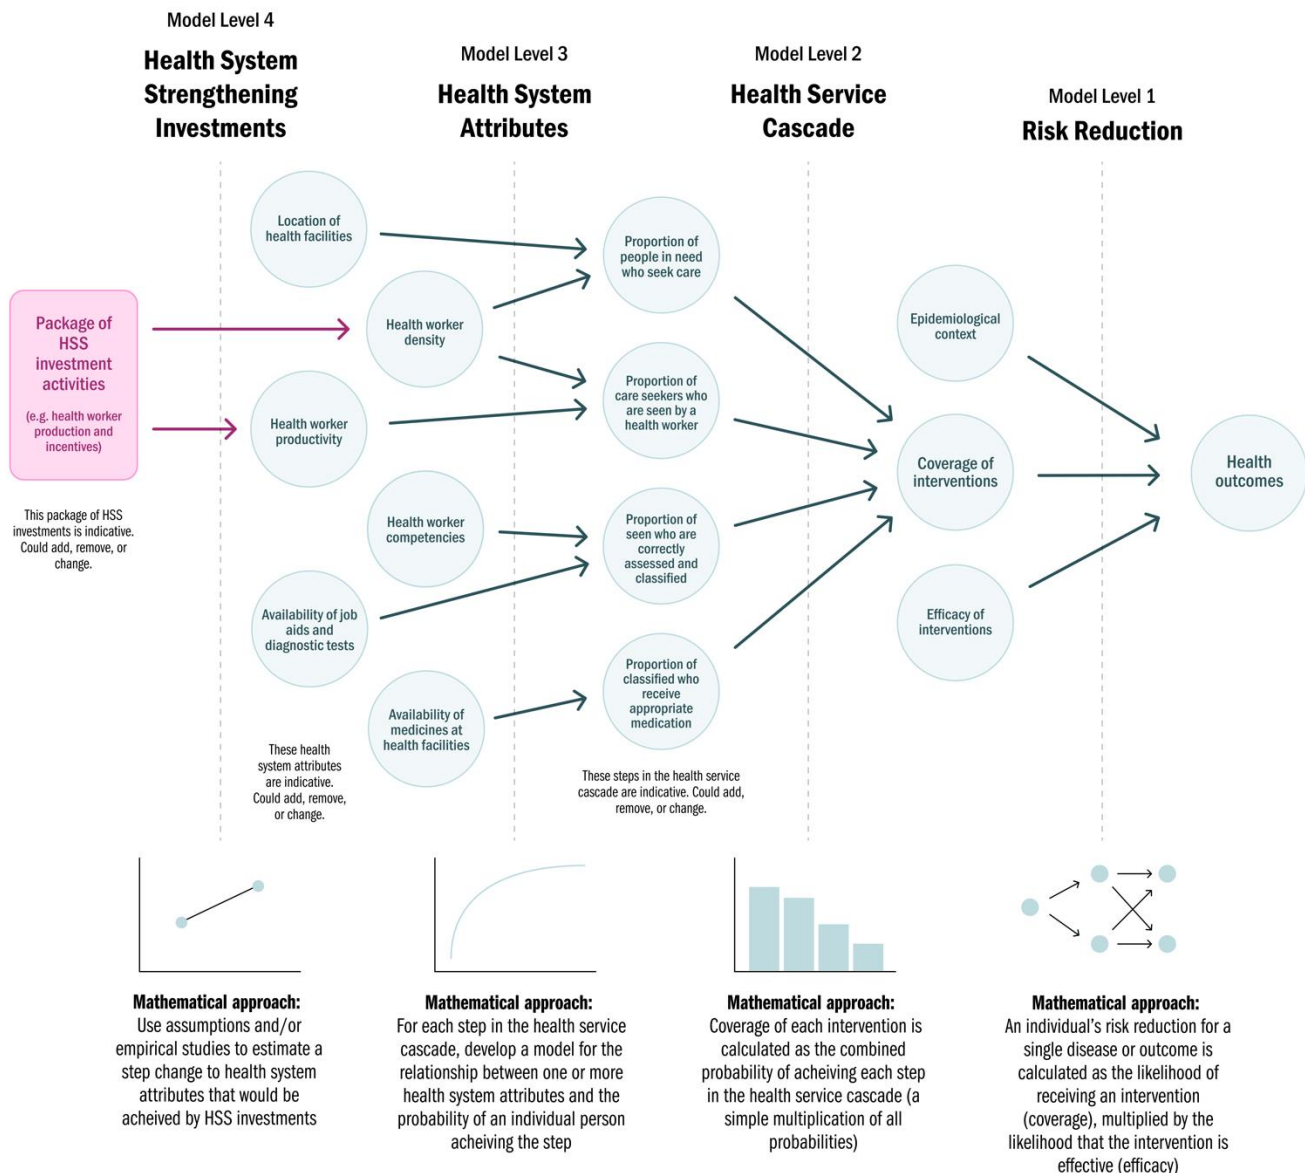 Model Level 4
Health System
Strengthening
Investments
Model Level 3
Health System
Attributes
Model Level 2
Health Service
Cascade
Model Level 1
Risk Reduction
Package of
HSS
investment
activities
(e.g. health worker
production and
incentives)
This package of HSS
investments is indicative.
Could add, remove, or
change.
Location of
health facilities
Health worker
density
Health worker
productivity
Health worker
competencies
Availability of job
aids and
diagnostic tests
Availability of
medicines at
health facilities
These health
system attributes
are indicative.
Could add, remove,
or change.
Proportion of
people in need
who seek care
Proportion of
care seekers who
are seen by a
health worker
Proportion of
seen who are
correctly
assessed and
classified
Proportion of
classified who
receive
appropriate
medication
These steps in the health service
cascade are indicative. Could add,
remove, or change.
Epidemiological
context
Coverage of
interventions
Efficacy of
interventions
Health
outcomes
Mathematical approach:
Use assumptions and/or
empirical studies to estimate a
step change to health system
attributes that would be
acheived by HSS investments
Mathematical approach:
For each step in the health service
cascade, develop a model for the
relationship between one or more
health system attributes and the
probability of an individual person
acheiving the step
Mathematical approach:
Coverage of each intervention is
calculated as the combined
probability of acheiving each step
in the health service cascade (a
simple multiplication of all
probabilities)
Mathematical approach:
An individual's risk reduction for a
single disease or outcome is
calculated as the likelihood of
receiving an intervention
(coverage), multiplied by the
likelihood that the intervention is
effective (efficacy)